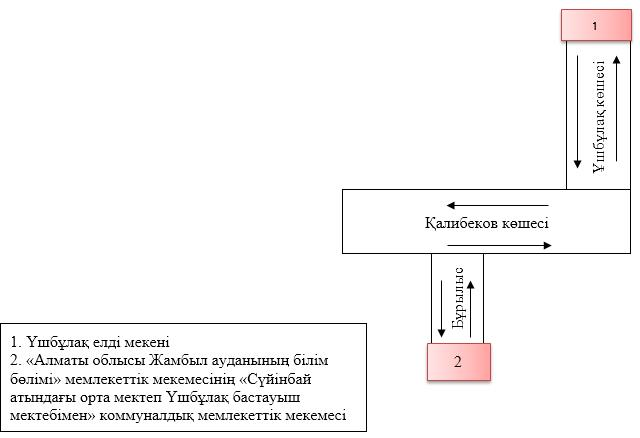 1
Ұшбұлақ көшесі
Қалибеков көшесі
Бұрылыс
2
1. Үшбұлақ елді мекені
2. «Алматы облысы Жамбыл ауданының білім
бөлімі» мемлекеттік мекемесінің «Сүйінбай
атындағы орта мектеп Үшбұлақ бастауыш
мектебімен» коммуналдық мемлекеттік мекемесі